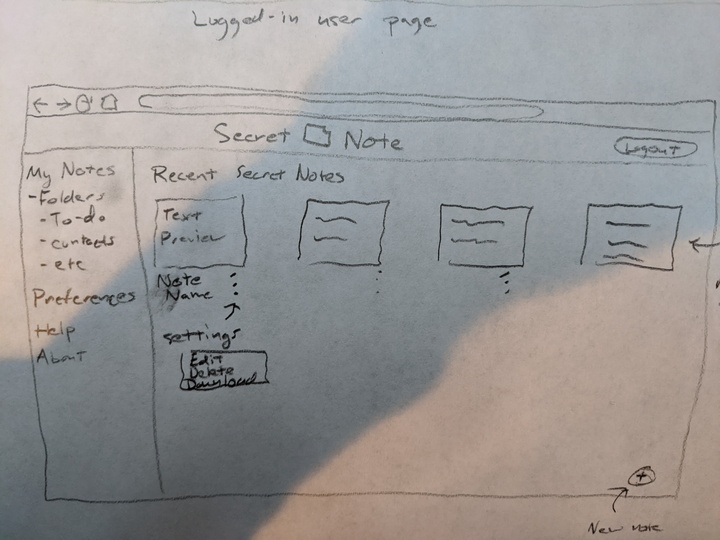 Logged-in user page
Secret Note
Logout
My Notes
-Folders
-To-do
-contacts
-etc
Preferences
Help
About
Recent Secret Notes
Text
Preview
Note
Name
settings
Edit
Delete
Download
+
New note